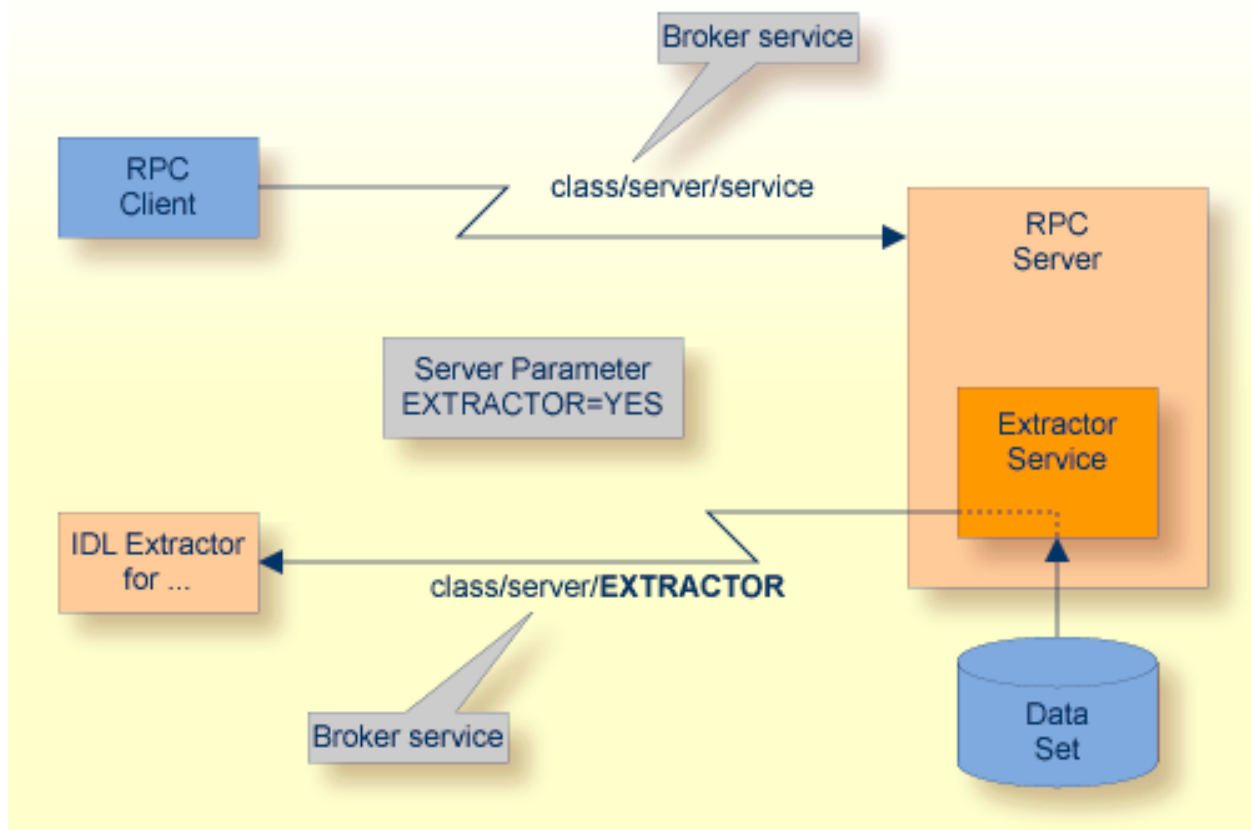 Broker service
RPC
Client
class/server/service
RPC
Server
Server Parameter
EXTRACTOR=YES
Extractor
Service
IDL Extractor
for ...
class/server/EXTRACTOR
Broker service
Data
Set